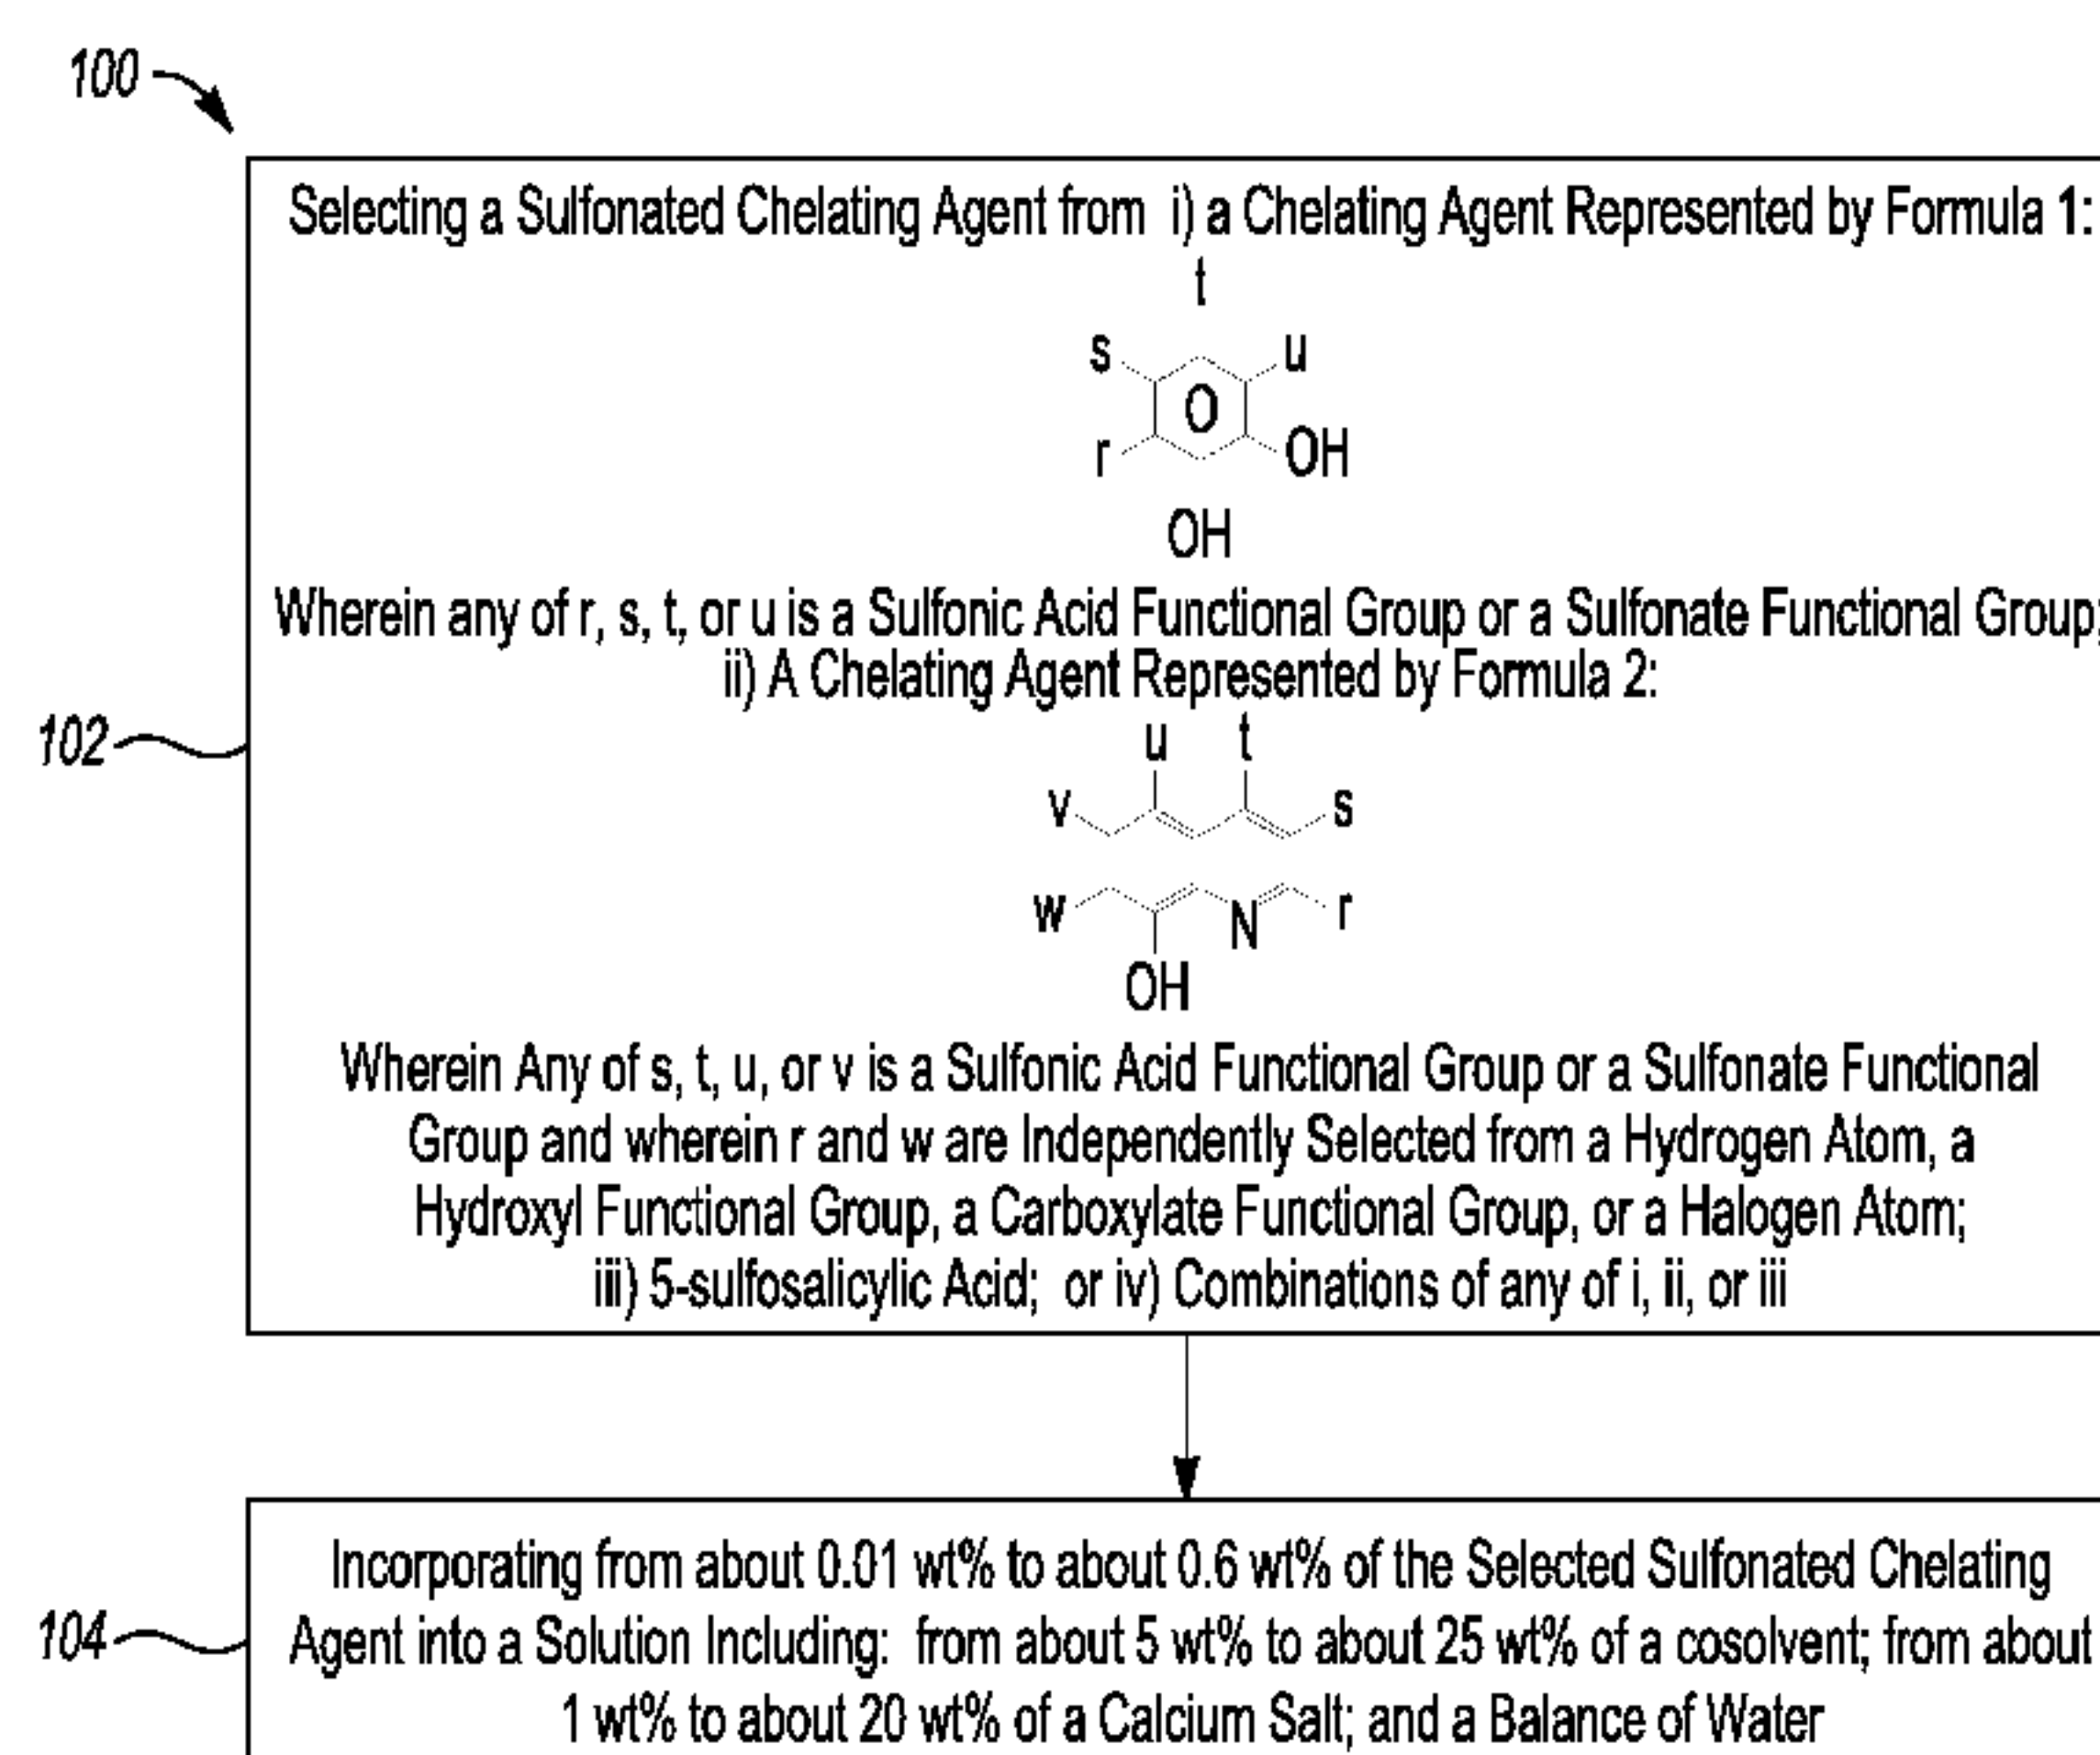 100
Selecting a Sulfonated Chelating Agent from i) a Chelating Agent Represented by Formula 1:
t
s u
O
r OH
OH
Wherein any of r, s, t, or u is a Sulfonic Acid Functional Group or a Sulfonate Functional Group;
ii) A Chelating Agent Represented by Formula 2:
102
u t
v s
w N r
OH
Wherein Any of s, t, u, or v is a Sulfonic Acid Functional Group or a Sulfonate Functional
Group and wherein r and w are Independently Selected from a Hydrogen Atom, a
Hydroxyl Functional Group, a Carboxylate Functional Group, or a Halogen Atom;
iii) 5-sulfosalicylic Acid; or iv) Combinations of any of i, ii, or iii
Incorporating from about 0.01 wt% to about 0.6 wt% of the Selected Sulfonated Chelating
104
Agent into a Solution Including: from about 5 wt% to about 25 wt% of a cosolvent; from about
1 wt% to about 20 wt% of a Calcium Salt; and a Balance of Water